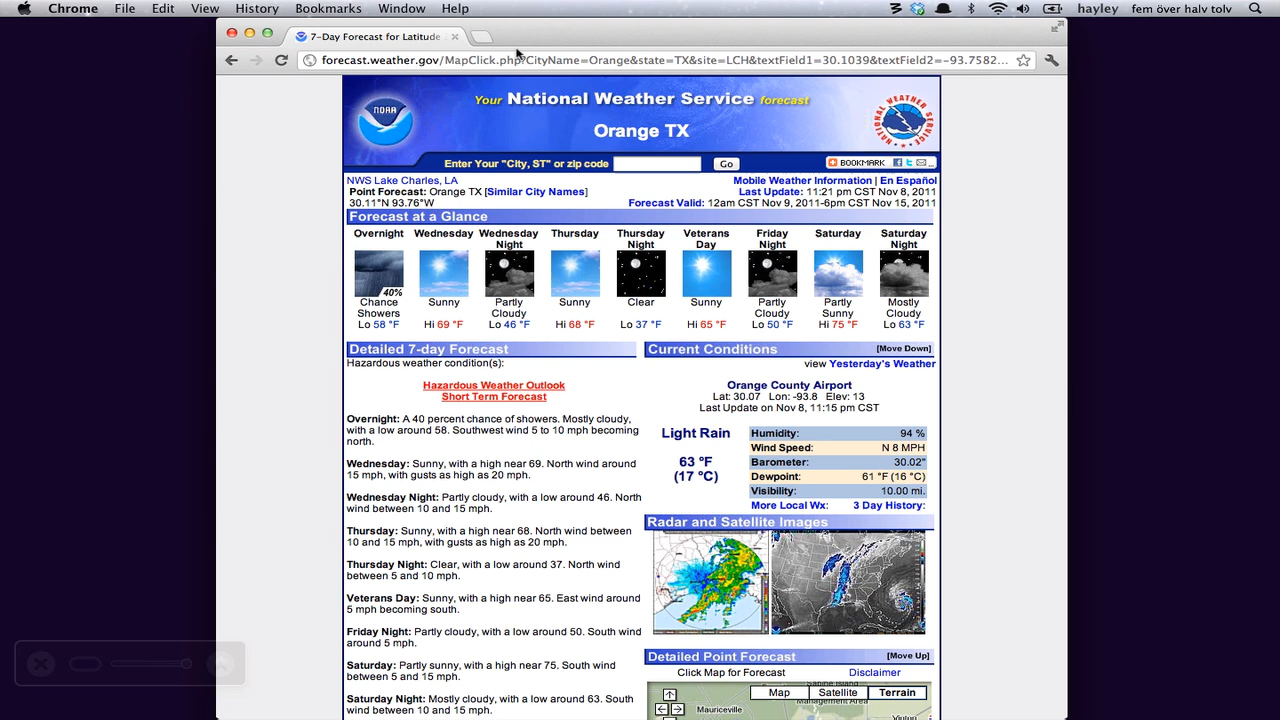 Chrome File Edit View History Bookmarks Window Help hayley fem över halv tolv
7-Day Forecast for Latitude
forecast.weather.gov/MapClick.php?CityName=Orange&state=TX&site=LCH&textField1=30.1039&textField2=-93.7582...
NOAA
Your National Weather Service forecast
Orange TX
NATIONAL WEATHER SERVICE
Enter Your "City, ST" or zip code Go BOOKMARK
NWS Lake Charles, LA
Mobile Weather Information | En Español
Point Forecast: Orange TX [Similar City Names]
Last Update: 11:21 pm CST Nov 8, 2011
30.11°N 93.76°W
Forecast Valid: 12am CST Nov 9, 2011-6pm CST Nov 15, 2011
Forecast at a Glance
Overnight
40%
Chance
Showers
Lo 58 °F
Wednesday
Sunny
Hi 69 °F
Wednesday
Night
Partly
Cloudy
Lo 46 °F
Thursday
Sunny
Hi 68 °F
Thursday
Night
Clear
Lo 37 °F
Veterans
Day
Sunny
Hi 65 °F
Friday
Night
Partly
Cloudy
Lo 50 °F
Saturday
Partly
Sunny
Hi 75 °F
Saturday
Night
Mostly
Cloudy
Lo 63 °F
Detailed 7-day Forecast
Hazardous weather condition(s):
Hazardous Weather Outlook
Short Term Forecast
Overnight: A 40 percent chance of showers. Mostly cloudy,
with a low around 58. Southwest wind 5 to 10 mph becoming
north.
Wednesday: Sunny, with a high near 69. North wind around
15 mph, with gusts as high as 20 mph.
Wednesday Night: Partly cloudy, with a low around 46. North
wind between 10 and 15 mph.
Thursday: Sunny, with a high near 68. North wind between
10 and 15 mph, with gusts as high as 20 mph.
Thursday Night: Clear, with a low around 37. North wind
between 5 and 10 mph.
Veterans Day: Sunny, with a high near 65. East wind around
5 mph becoming south.
Friday Night: Partly cloudy, with a low around 50. South wind
around 5 mph.
Saturday: Partly sunny, with a high near 75. South wind
between 5 and 15 mph.
Saturday Night: Mostly cloudy, with a low around 63. South
wind between 10 and 15 mph.
Current Conditions [Move Down]
view Yesterday's Weather
Orange County Airport
Lat: 30.07 Lon: -93.8 Elev: 13
Last Update on Nov 8, 11:15 pm CST
Light Rain
63 °F
(17 °C)
Humidity: 94 %
Wind Speed: N 8 MPH
Barometer: 30.02"
Dewpoint: 61 °F (16 °C)
Visibility: 10.00 mi.
More Local Wx: 3 Day History:
Radar and Satellite Images
Detailed Point Forecast [Move Up]
Click Map for Forecast Disclaimer
Map Satellite Terrain
Management Area
Mauriceville